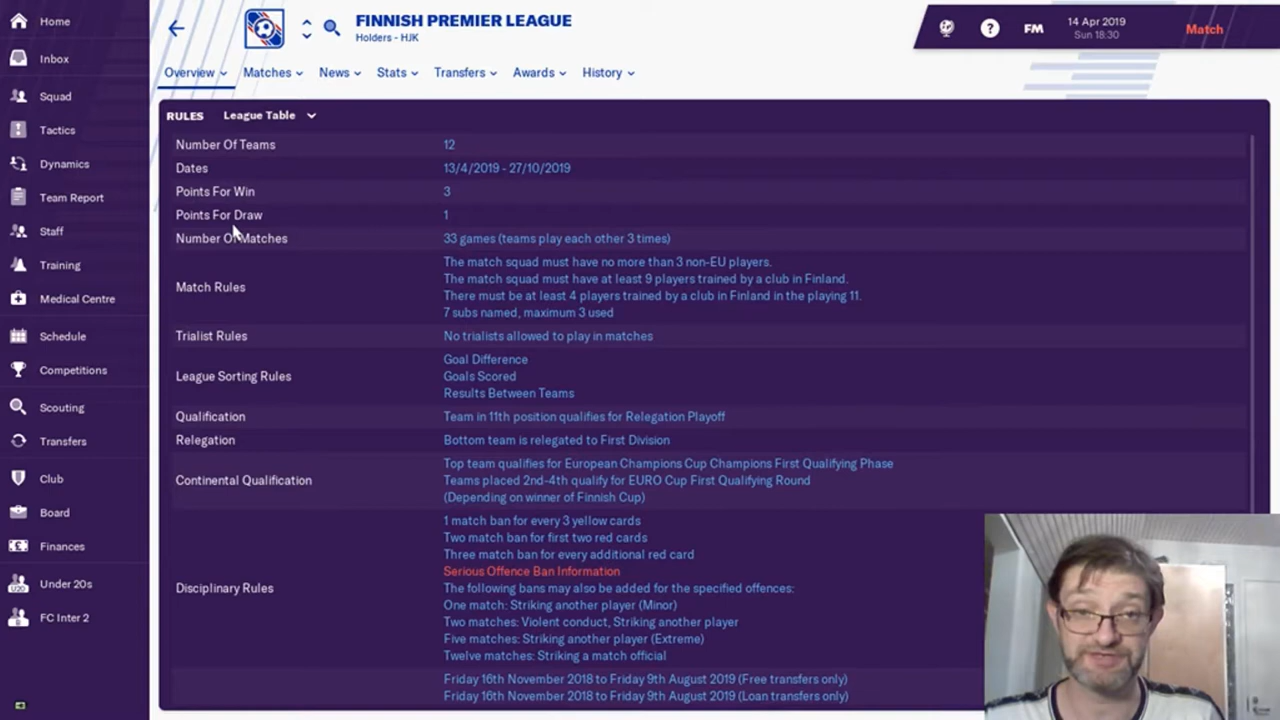 Home
Inbox
Squad
Tactics
Dynamics
Team Report
Staff
Training
Medical Centre
Schedule
Competitions
Scouting
Transfers
Club
Board
Finances
Under 20s
FC Inter 2
FINNISH PREMIER LEAGUE
Holders - HJK
? FM 14 Apr 2019
Sun 18:30
Match
Overview Matches News Stats Transfers Awards History
RULES League Table
Number Of Teams 12
Dates 13/4/2019 - 27/10/2019
Points For Win 3
Points For Draw 1
Number Of Matches 33 games (teams play each other 3 times)
Match Rules
The match squad must have no more than 3 non-EU players.
The match squad must have at least 9 players trained by a club in Finland.
There must be at least 4 players trained by a club in Finland in the playing 11.
7 subs named, maximum 3 used
Trialist Rules No trialists allowed to play in matches
League Sorting Rules
Goal Difference
Goals Scored
Results Between Teams
Qualification Team in 11th position qualifies for Relegation Playoff
Relegation Bottom team is relegated to First Division
Continental Qualification
Top team qualifies for European Champions Cup Champions First Qualifying Phase
Teams placed 2nd-4th qualify for EURO Cup First Qualifying Round
(Depending on winner of Finnish Cup)
Disciplinary Rules
1 match ban for every 3 yellow cards
Two match ban for first two red cards
Three match ban for every additional red card
Serious Offence Ban Information
The following bans may also be added for the specified offences:
One match: Striking another player (Minor)
Two matches: Violent conduct, Striking another player
Five matches: Striking another player (Extreme)
Twelve matches: Striking a match official
Friday 16th November 2018 to Friday 9th August 2019 (Free transfers only)
Friday 16th November 2018 to Friday 9th August 2019 (Loan transfers only)